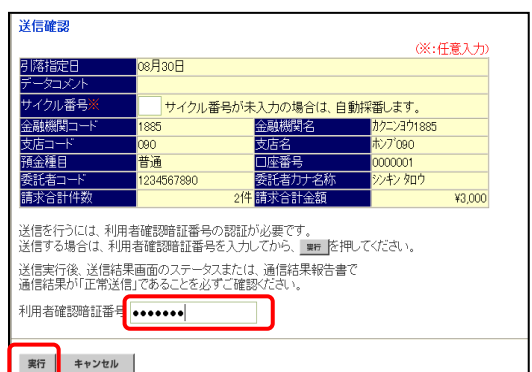 送信確認
(※:任意入力)
引落指定日 08月30日
データコメント
サイクル番号※ サイクル番号が未入力の場合は、自動採番します。
金融機関コード 1885 金融機関名 カクニンヨウ1885
支店コード 090 支店名 ホンブ090
預金種目 普通 口座番号 0000001
委託者コード 1234567890 委託者カナ名称 シンキン タロウ
請求合計件数 2件 請求合計金額 ¥3,000
送信を行うには、利用者確認暗証番号の認証が必要です。
送信する場合は、利用者確認暗証番号を入力してから、 実行 を押してください。
送信実行後、送信結果画面のステータスまたは、通信結果報告書で
通信結果が「正常送信」であることを必ずご確認ください。
利用者確認暗証番号 ●●●●●●●
実行 キャンセル